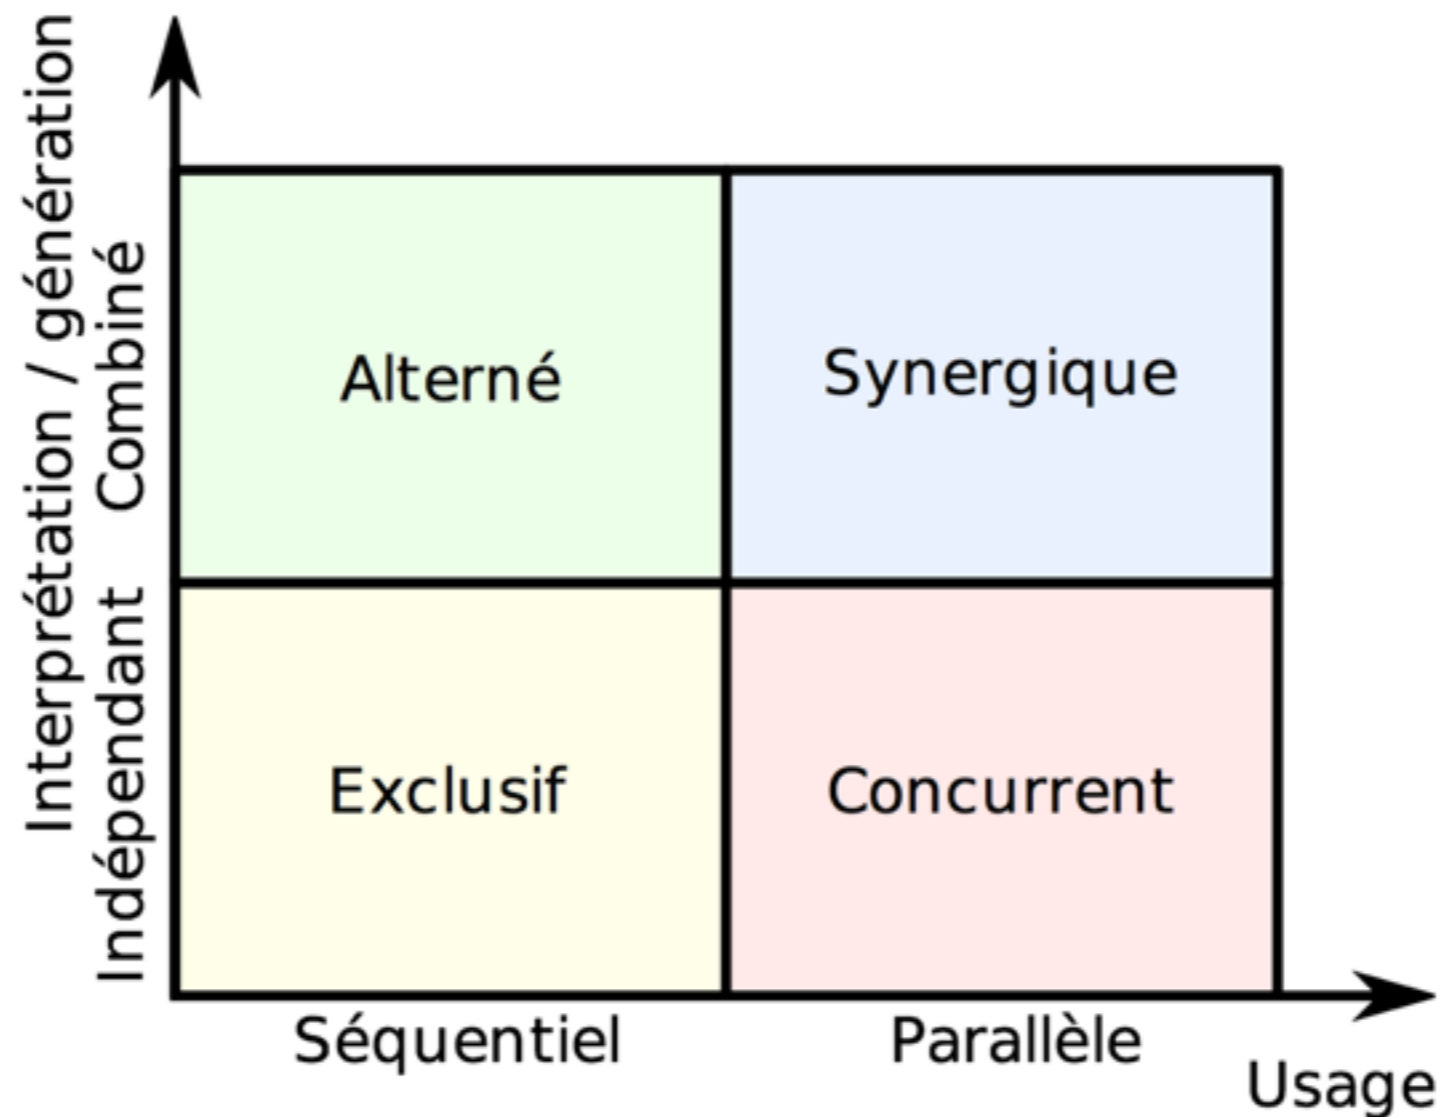 Interprétation / génération
Combiné
Indépendant
Alterné
Synergique
Exclusif
Concurrent
Séquentiel
Parallèle
Usage